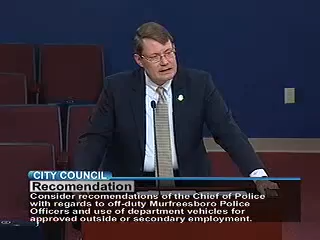 CITY COUNCIL
Recomendation
Consider recomendations of the Chief of Police
with regards to off-duty Murfreesboro Police
Officers and use of department vehicles for
approved outside or secondary employment.